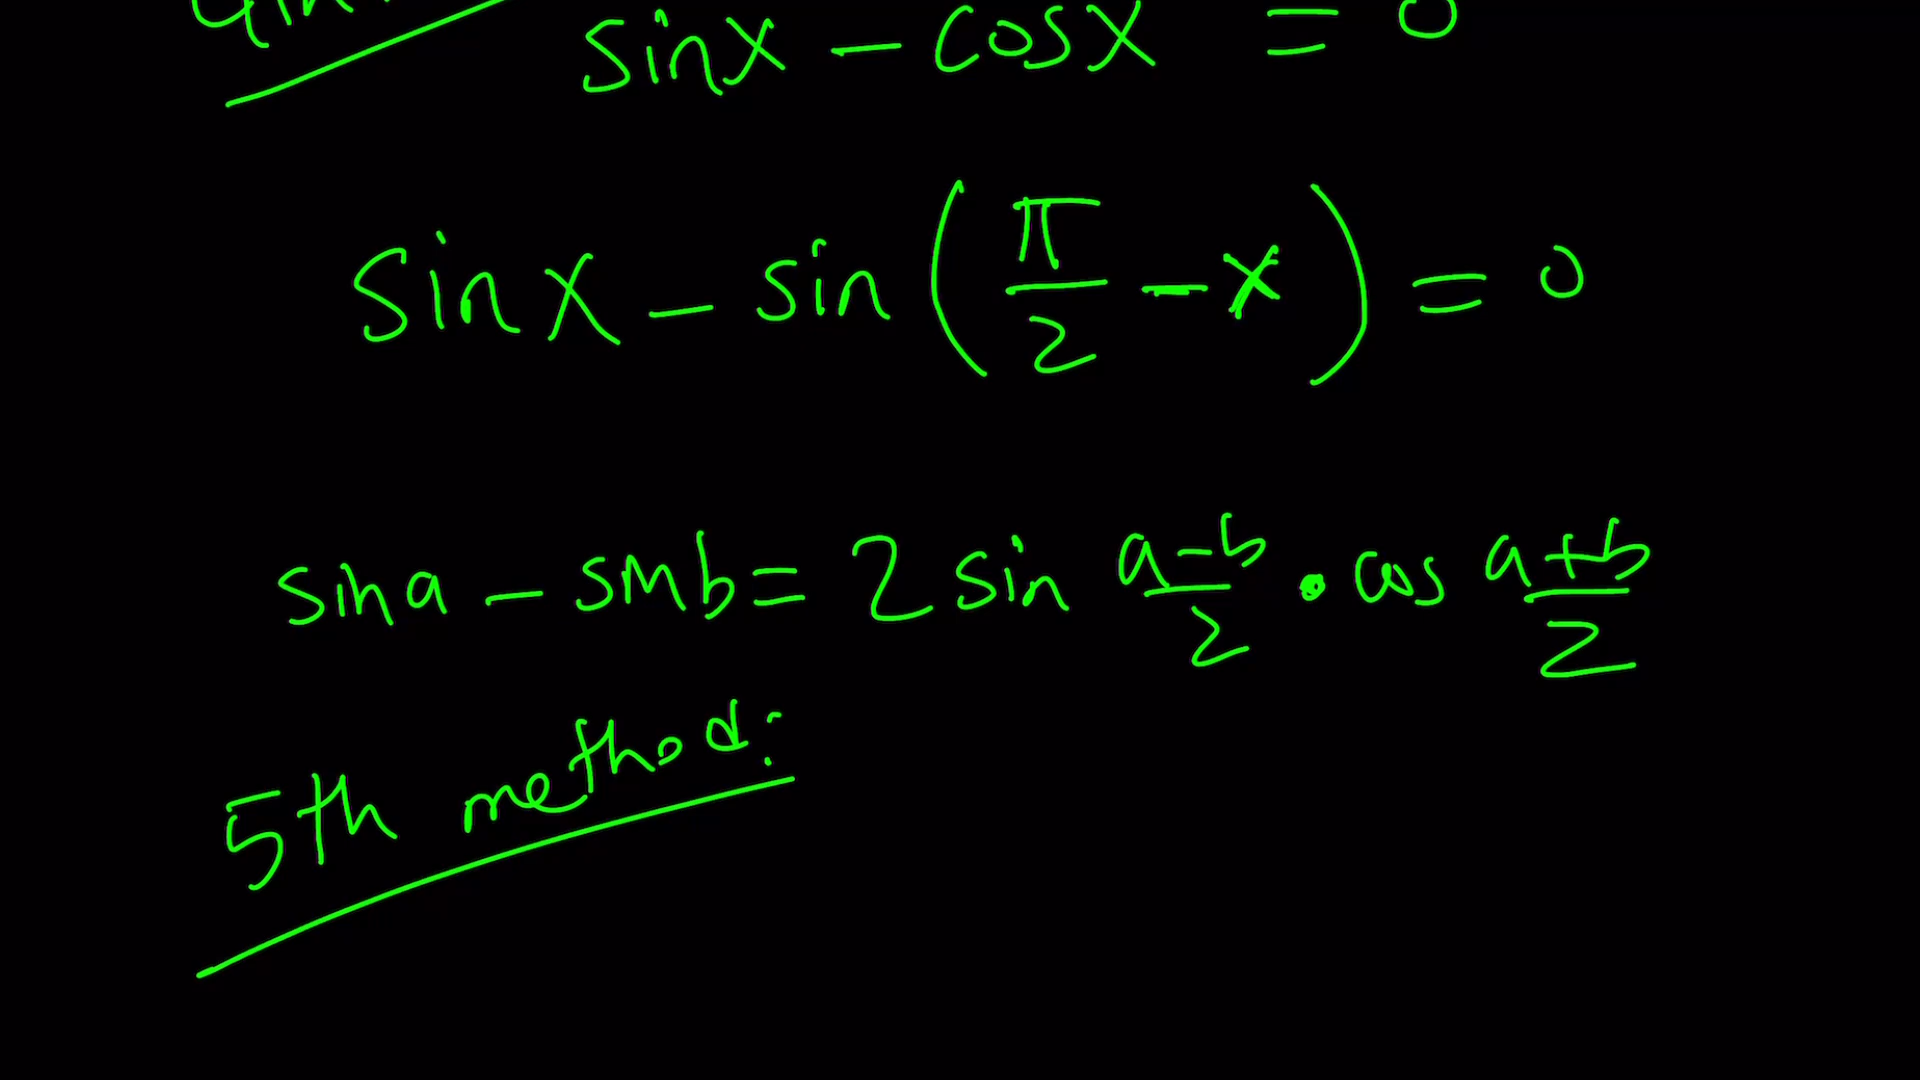 sinx - cosx = 0
sinx - sin(π/2 - x) = 0
sina - sinb = 2 sin a-b/2 · cos a+b/2
5th method: